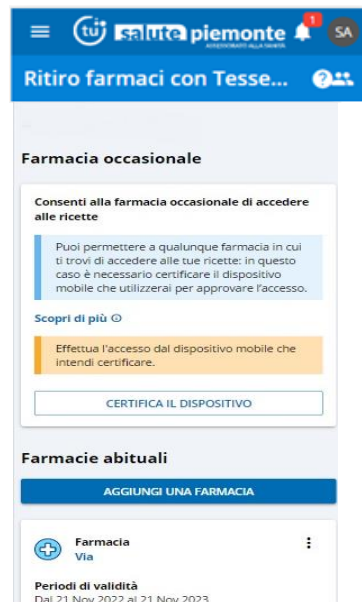 tu salute piemonte 1 SA
ASSESSORATO ALLA SANITÀ
Ritiro farmaci con Tesse... ?
Farmacia occasionale
Consenti alla farmacia occasionale di accedere
alle ricette
Puoi permettere a qualunque farmacia in cui
ti trovi di accedere alle tue ricette: in questo
caso è necessario certificare il dispositivo
mobile che utilizzerai per approvare l'accesso.
Scopri di più
Effettua l'accesso dal dispositivo mobile che
intendi certificare.
CERTIFICA IL DISPOSITIVO
Farmacie abituali
AGGIUNGI UNA FARMACIA
Farmacia
Via
Periodi di validità
Dal 21 Nov 2022 al 21 Nov 2023